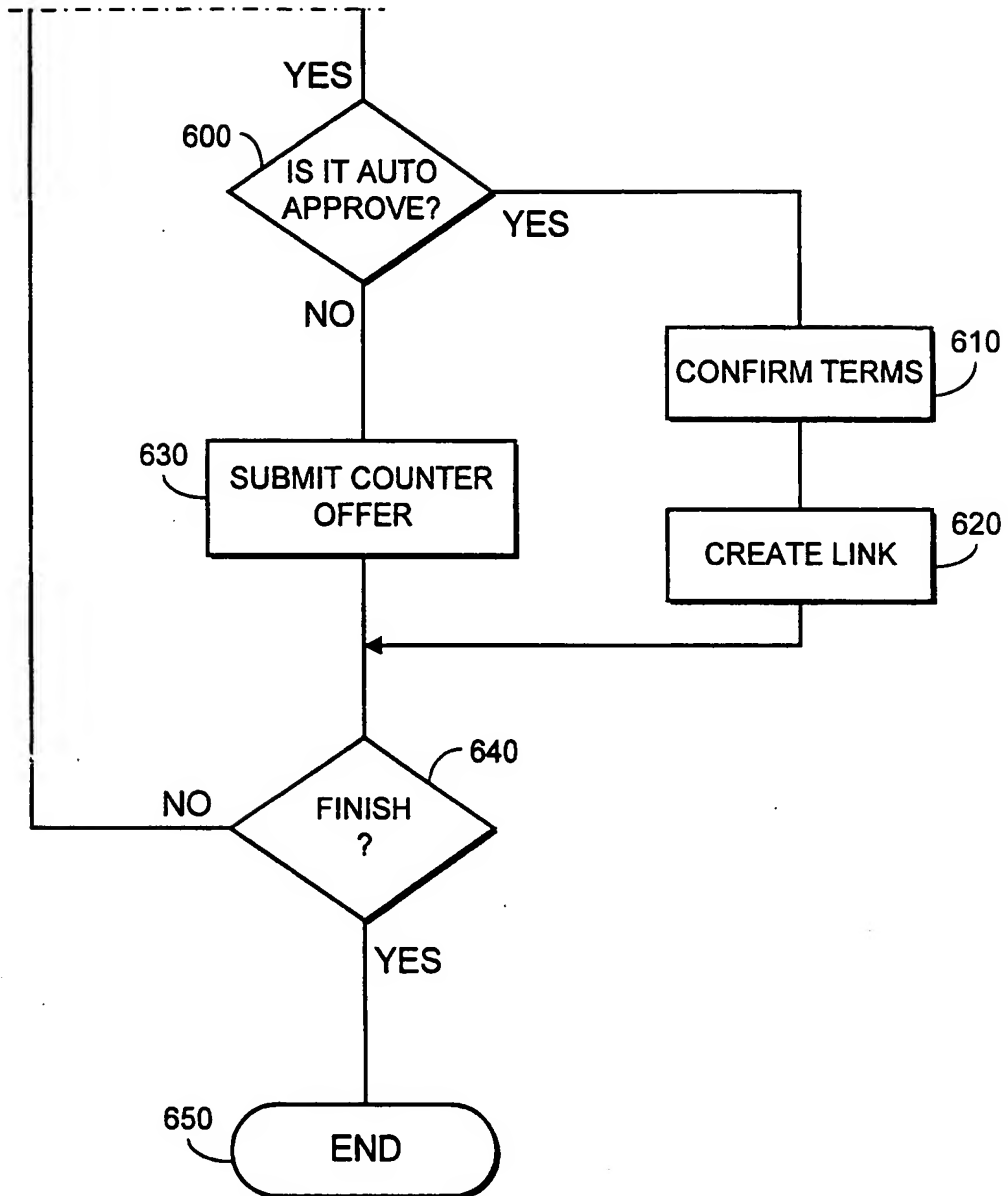 YES
600
IS IT AUTO
APPROVE?
YES
NO
610
CONFIRM TERMS
630
SUBMIT COUNTER
OFFER
620
CREATE LINK
640
NO
FINISH
?
YES
650
END